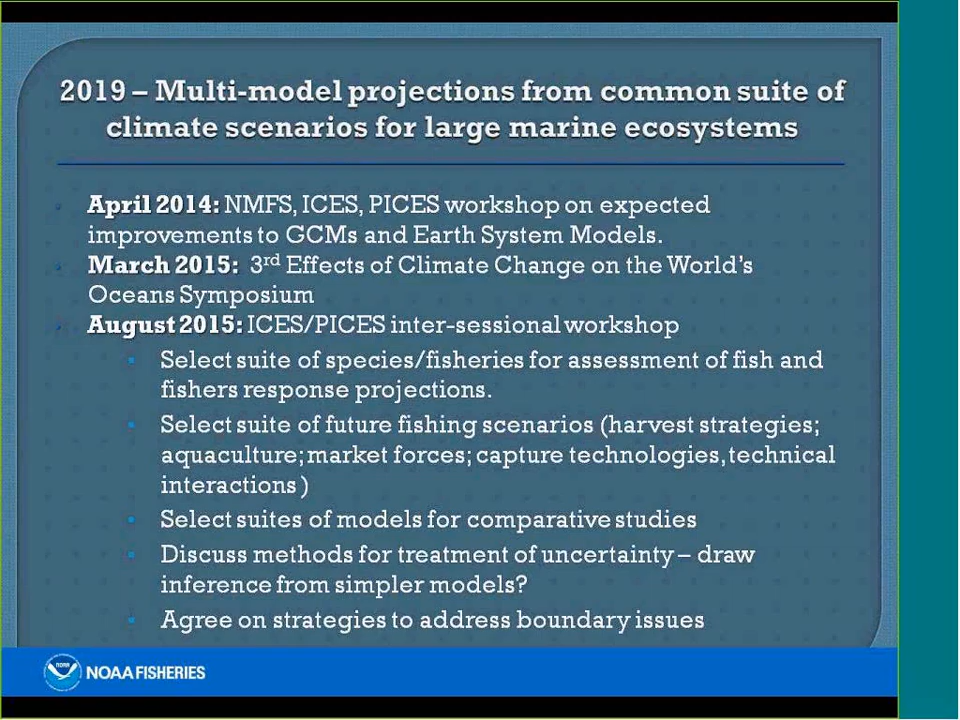 2019 – Multi-model projections from common suite of
climate scenarios for large marine ecosystems
April 2014: NMFS, ICES, PICES workshop on expected
improvements to GCMs and Earth System Models.
March 2015: 3rd Effects of Climate Change on the World's
Oceans Symposium
August 2015: ICES/PICES inter-sessional workshop
Select suite of species/fisheries for assessment of fish and
fishers response projections.
Select suite of future fishing scenarios (harvest strategies;
aquaculture; market forces; capture technologies, technical
interactions )
Select suites of models for comparative studies
Discuss methods for treatment of uncertainty – draw
inference from simpler models?
Agree on strategies to address boundary issues
NOAA
NOAA FISHERIES